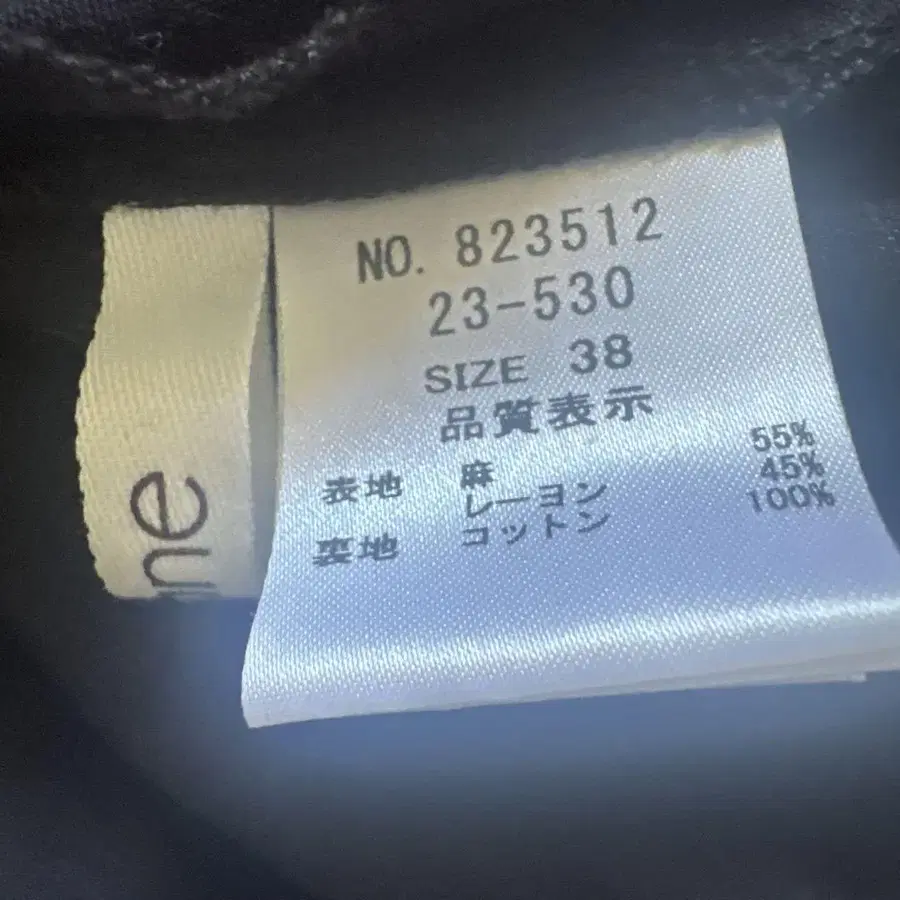 NO. 823512
23-530
SIZE 38
品質表示
表地 麻 55%
レーヨン 45%
裏地 コットン 100%
ne